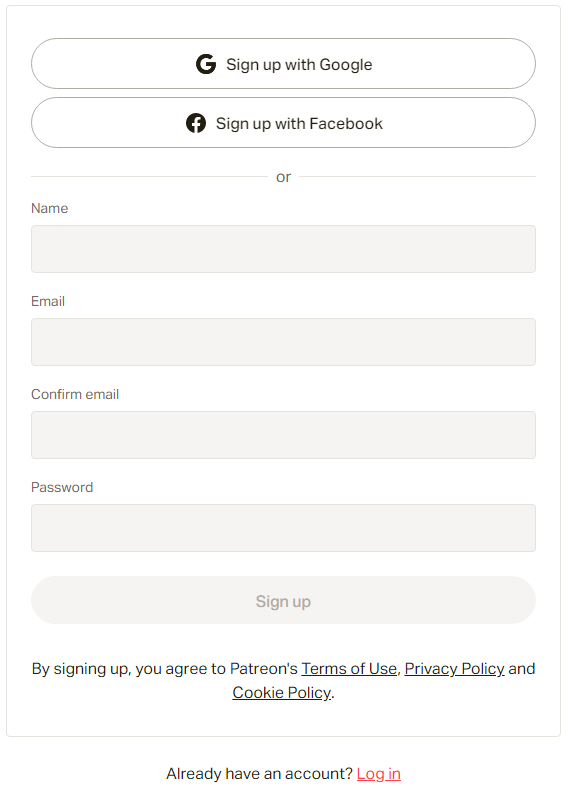 Sign up with Google
Sign up with Facebook
or
Name
Email
Confirm email
Password
Sign up
By signing up, you agree to Patreon's Terms of Use, Privacy Policy and
Cookie Policy.
Already have an account? Log in